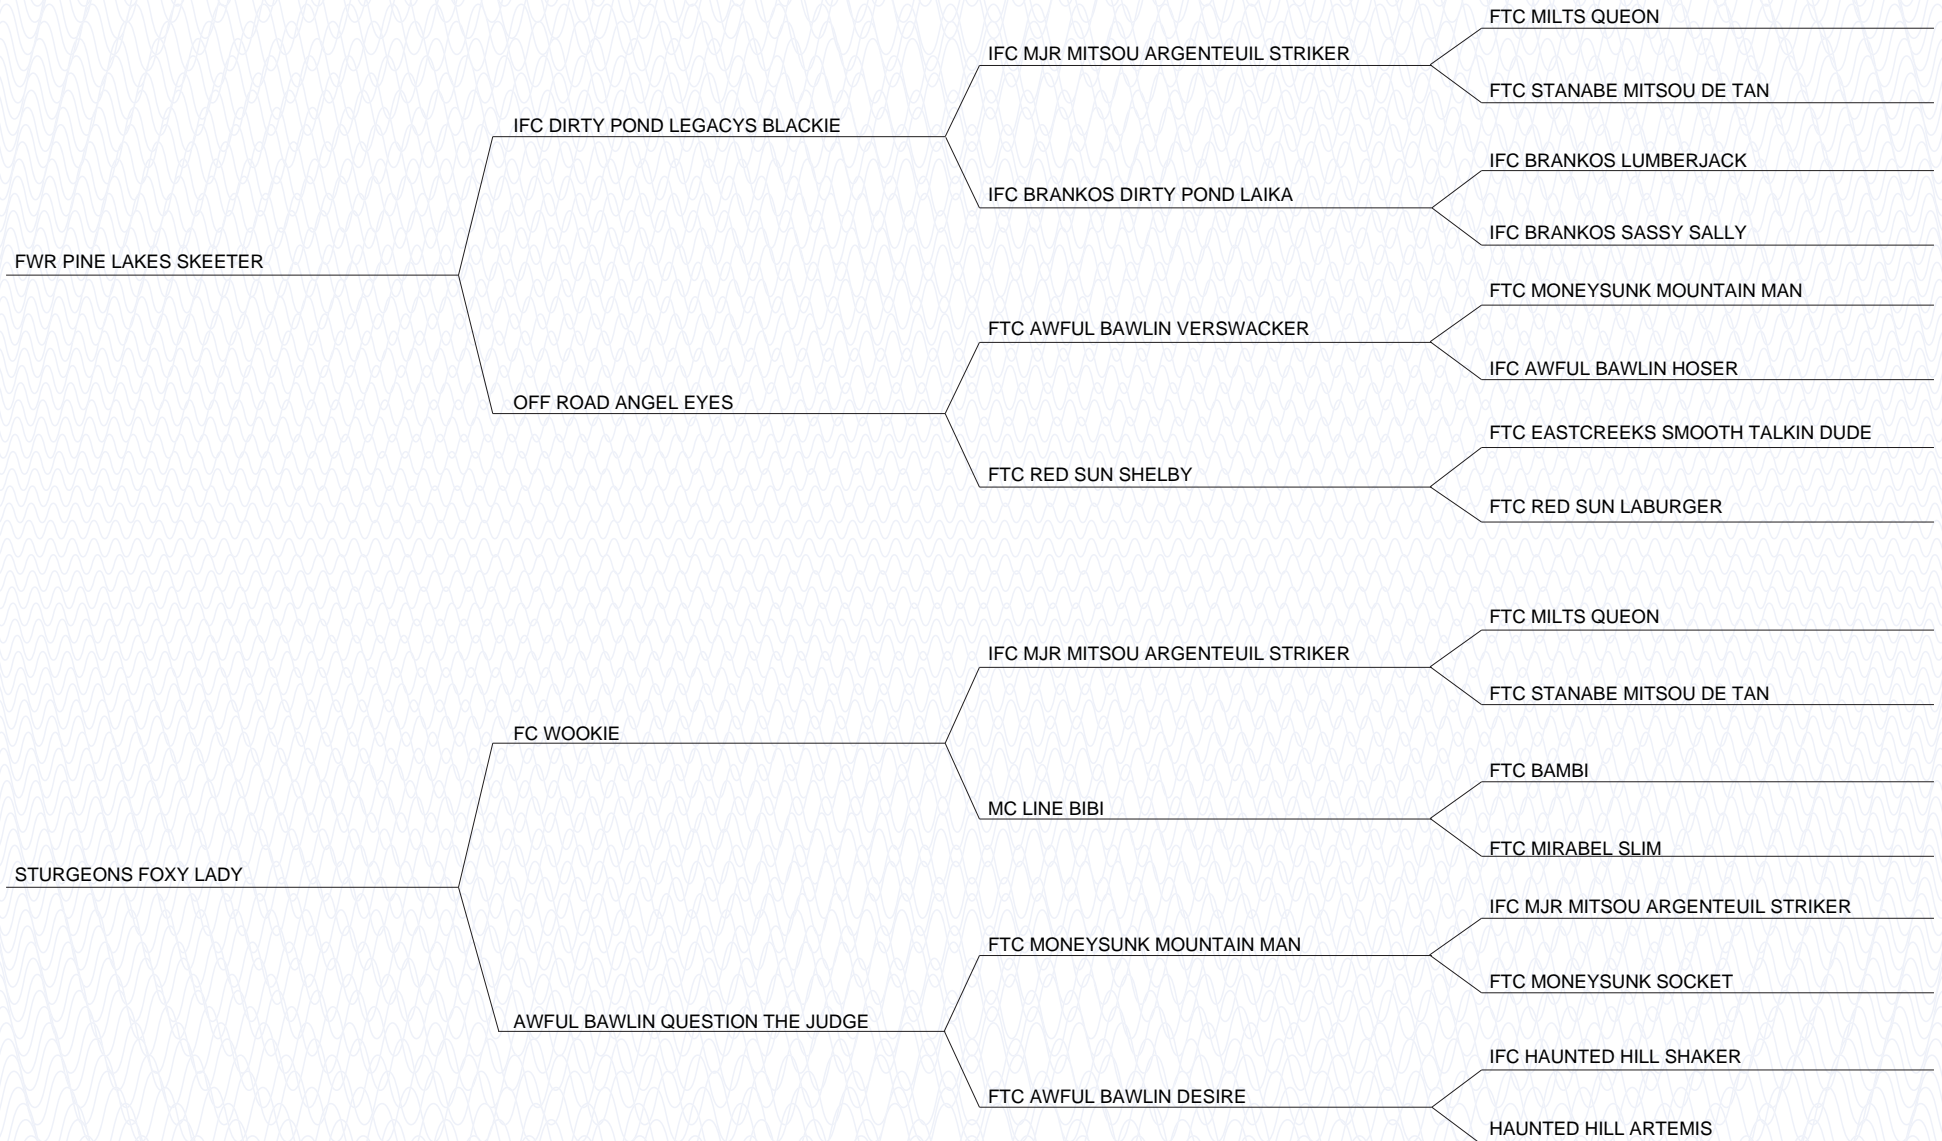 FTC MILTS QUEON
IFC MJR MITSOU ARGENTEUIL STRIKER
FTC STANABE MITSOU DE TAN
IFC DIRTY POND LEGACYS BLACKIE
IFC BRANKOS LUMBERJACK
IFC BRANKOS DIRTY POND LAIKA
IFC BRANKOS SASSY SALLY
FWR PINE LAKES SKEETER
FTC MONEYSUNK MOUNTAIN MAN
FTC AWFUL BAWLIN VERSWACKER
IFC AWFUL BAWLIN HOSER
OFF ROAD ANGEL EYES
FTC EASTCREEKS SMOOTH TALKIN DUDE
FTC RED SUN SHELBY
FTC RED SUN LABURGER
FTC MILTS QUEON
IFC MJR MITSOU ARGENTEUIL STRIKER
FTC STANABE MITSOU DE TAN
FC WOOKIE
FTC BAMBI
MC LINE BIBI
FTC MIRABEL SLIM
STURGEONS FOXY LADY
IFC MJR MITSOU ARGENTEUIL STRIKER
FTC MONEYSUNK MOUNTAIN MAN
FTC MONEYSUNK SOCKET
AWFUL BAWLIN QUESTION THE JUDGE
IFC HAUNTED HILL SHAKER
FTC AWFUL BAWLIN DESIRE
HAUNTED HILL ARTEMIS